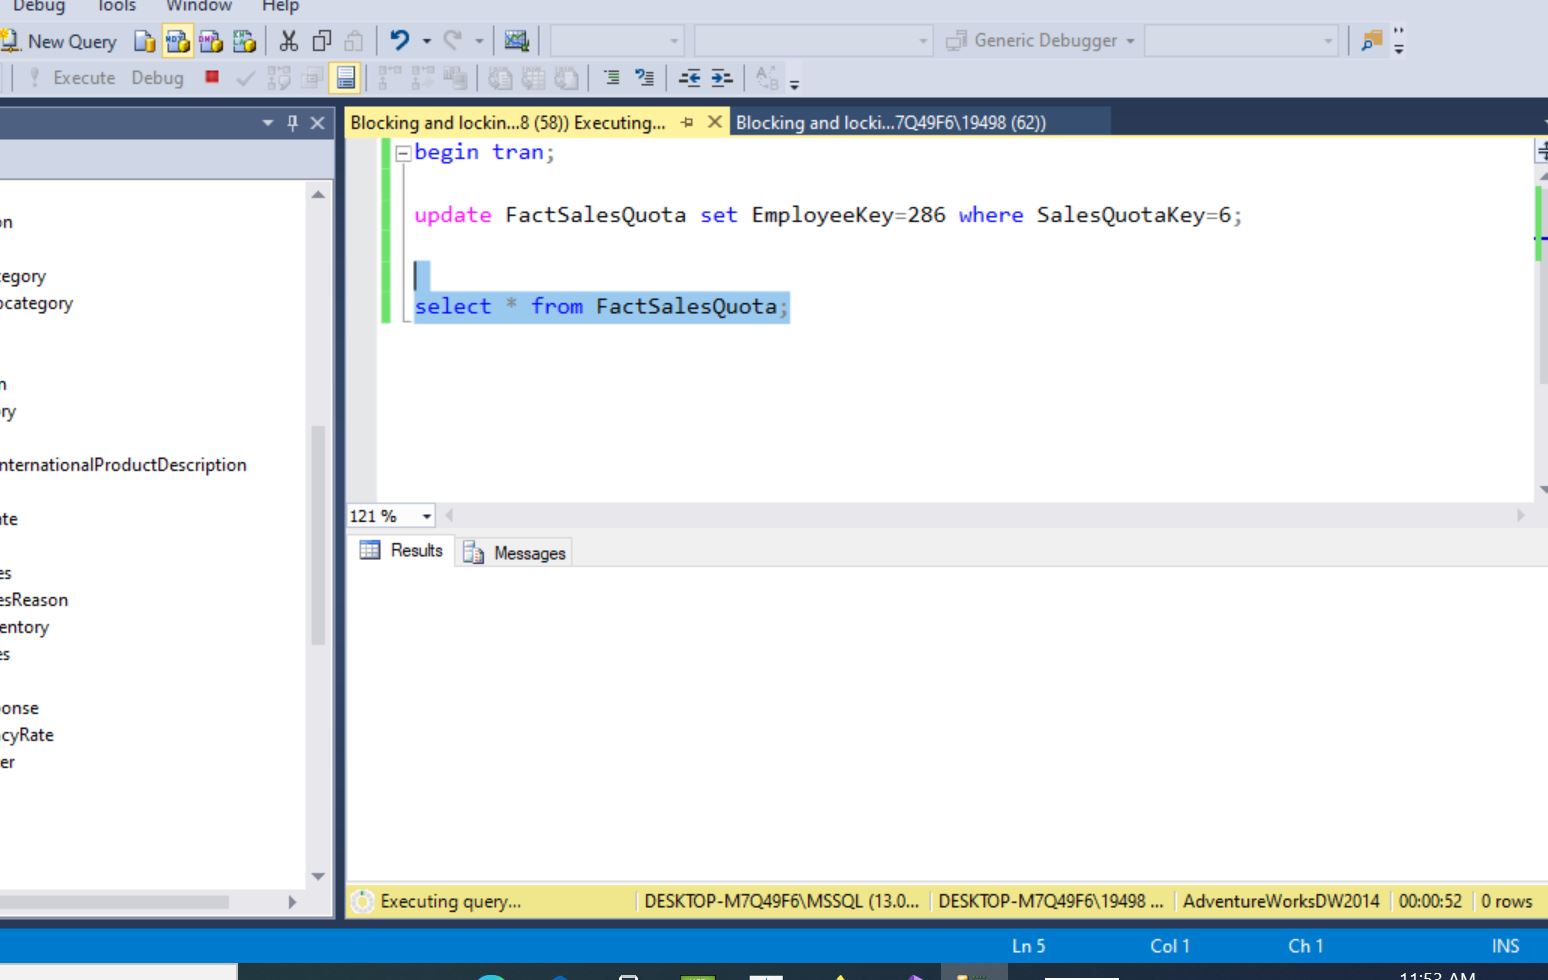 Debug Tools Window Help
New Query Generic Debugger
Execute Debug
Blocking and lockin...8 (58)) Executing... Blocking and locki...7Q49F6\19498 (62))
begin tran;
update FactSalesQuota set EmployeeKey=286 where SalesQuotaKey=6;
select * from FactSalesQuota;
on
tegory
ocategory
n
ry
nternationalProductDescription
te
es
esReason
entory
es
onse
cyRate
er
121 %
Results Messages
Executing query... DESKTOP-M7Q49F6\MSSQL (13.0... DESKTOP-M7Q49F6\19498 ... AdventureWorksDW2014 00:00:52 0 rows
Ln 5 Col 1 Ch 1 INS
11:53 AM